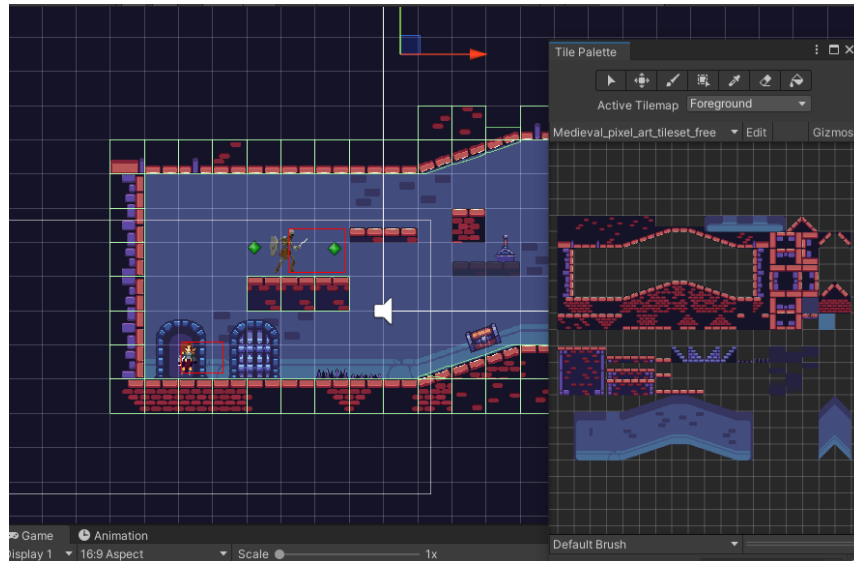 Tile Palette
Active Tilemap Foreground
Medieval_pixel_art_tileset_free Edit Gizmos
Default Brush
Game Animation
Display 1 16:9 Aspect Scale 1x